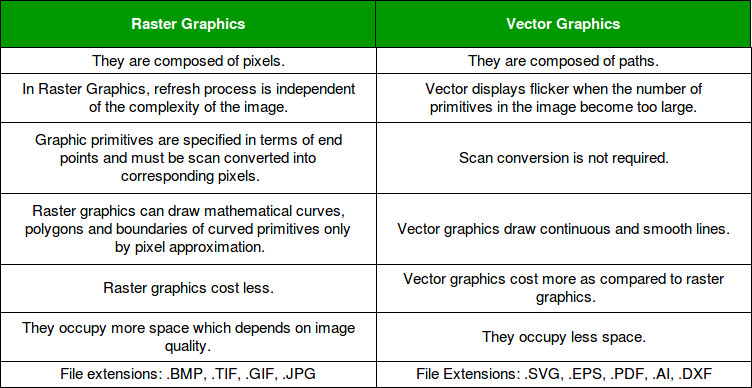 Raster Graphics
Vector Graphics
They are composed of pixels.
They are composed of paths.
In Raster Graphics, refresh process is independent
of the complexity of the image.
Vector displays flicker when the number of
primitives in the image become too large.
Graphic primitives are specified in terms of end
points and must be scan converted into
corresponding pixels.
Scan conversion is not required.
Raster graphics can draw mathematical curves,
polygons and boundaries of curved primitives only
by pixel approximation.
Vector graphics draw continuous and smooth lines.
Raster graphics cost less.
Vector graphics cost more as compared to raster
graphics.
They occupy more space which depends on image
quality.
They occupy less space.
File extensions: .BMP, .TIF, .GIF, .JPG
File Extensions: .SVG, .EPS, .PDF, .AI, .DXF